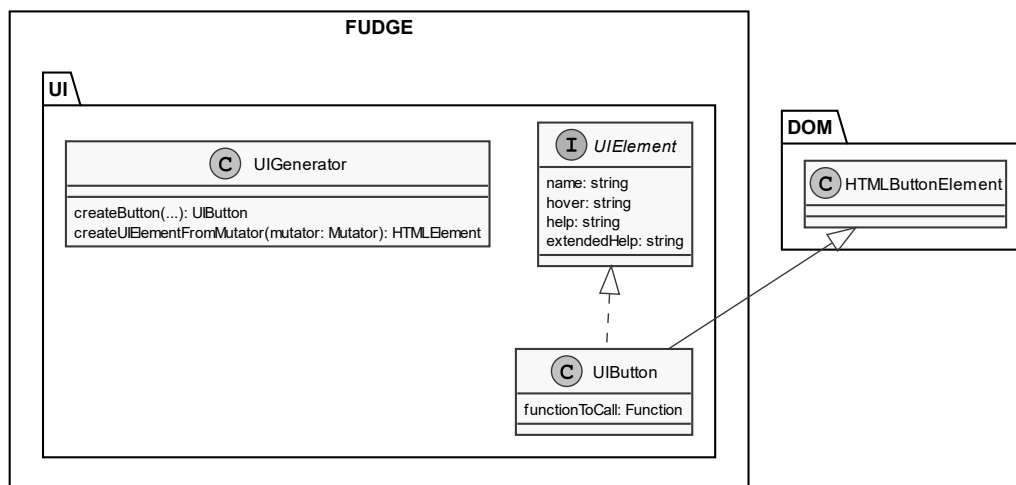 FUDGE
UI
C UIGenerator
createButton(...): UIButton
createUIElementFromMutator(mutator: Mutator): HTMLElement
I UIElement
name: string
hover: string
help: string
extendedHelp: string
C UIButton
functionToCall: Function
DOM
C HTMLButtonElement